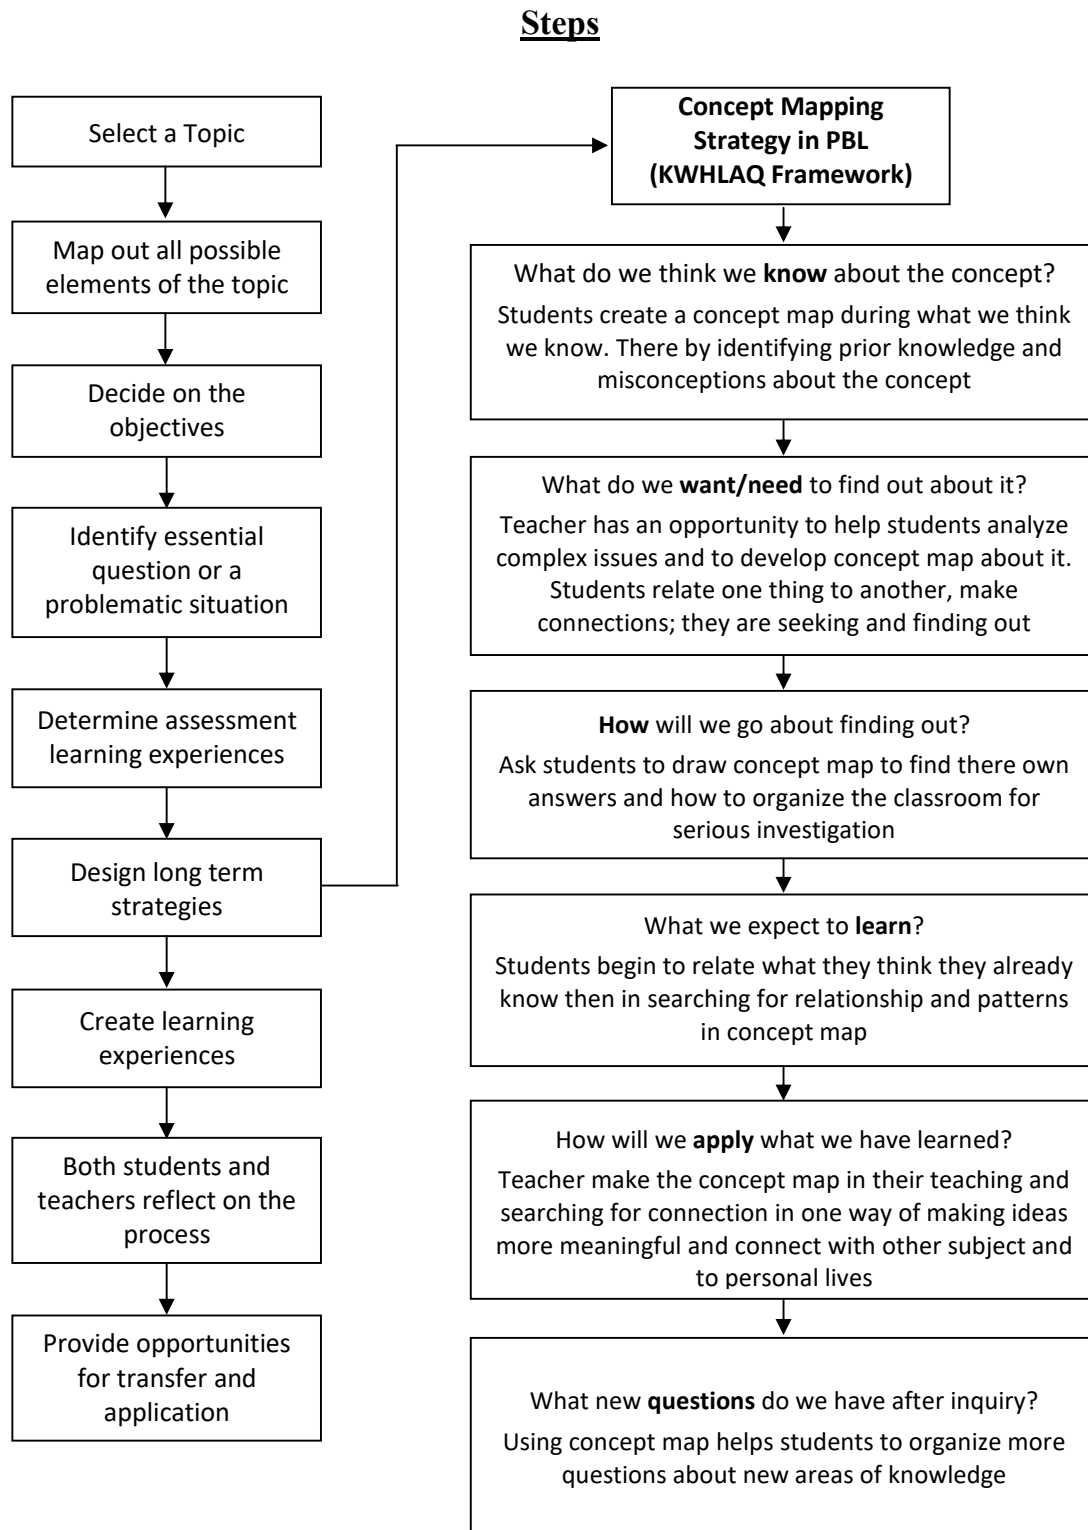 Steps
Select a Topic
Map out all possible
elements of the topic
Decide on the
objectives
Identify essential
question or a
problematic situation
Determine assessment
learning experiences
Design long term
strategies
Create learning
experiences
Both students and
teachers reflect on the
process
Provide opportunities
for transfer and
application
Concept Mapping
Strategy in PBL
(KWHLAQ Framework)
What do we think we know about the concept?
Students create a concept map during what we think
we know. There by identifying prior knowledge and
misconceptions about the concept
What do we want/need to find out about it?
Teacher has an opportunity to help students analyze
complex issues and to develop concept map about it.
Students relate one thing to another, make
connections; they are seeking and finding out
How will we go about finding out?
Ask students to draw concept map to find there own
answers and how to organize the classroom for
serious investigation
What we expect to learn?
Students begin to relate what they think they already
know then in searching for relationship and patterns
in concept map
How will we apply what we have learned?
Teacher make the concept map in their teaching and
searching for connection in one way of making ideas
more meaningful and connect with other subject and
to personal lives
What new questions do we have after inquiry?
Using concept map helps students to organize more
questions about new areas of knowledge